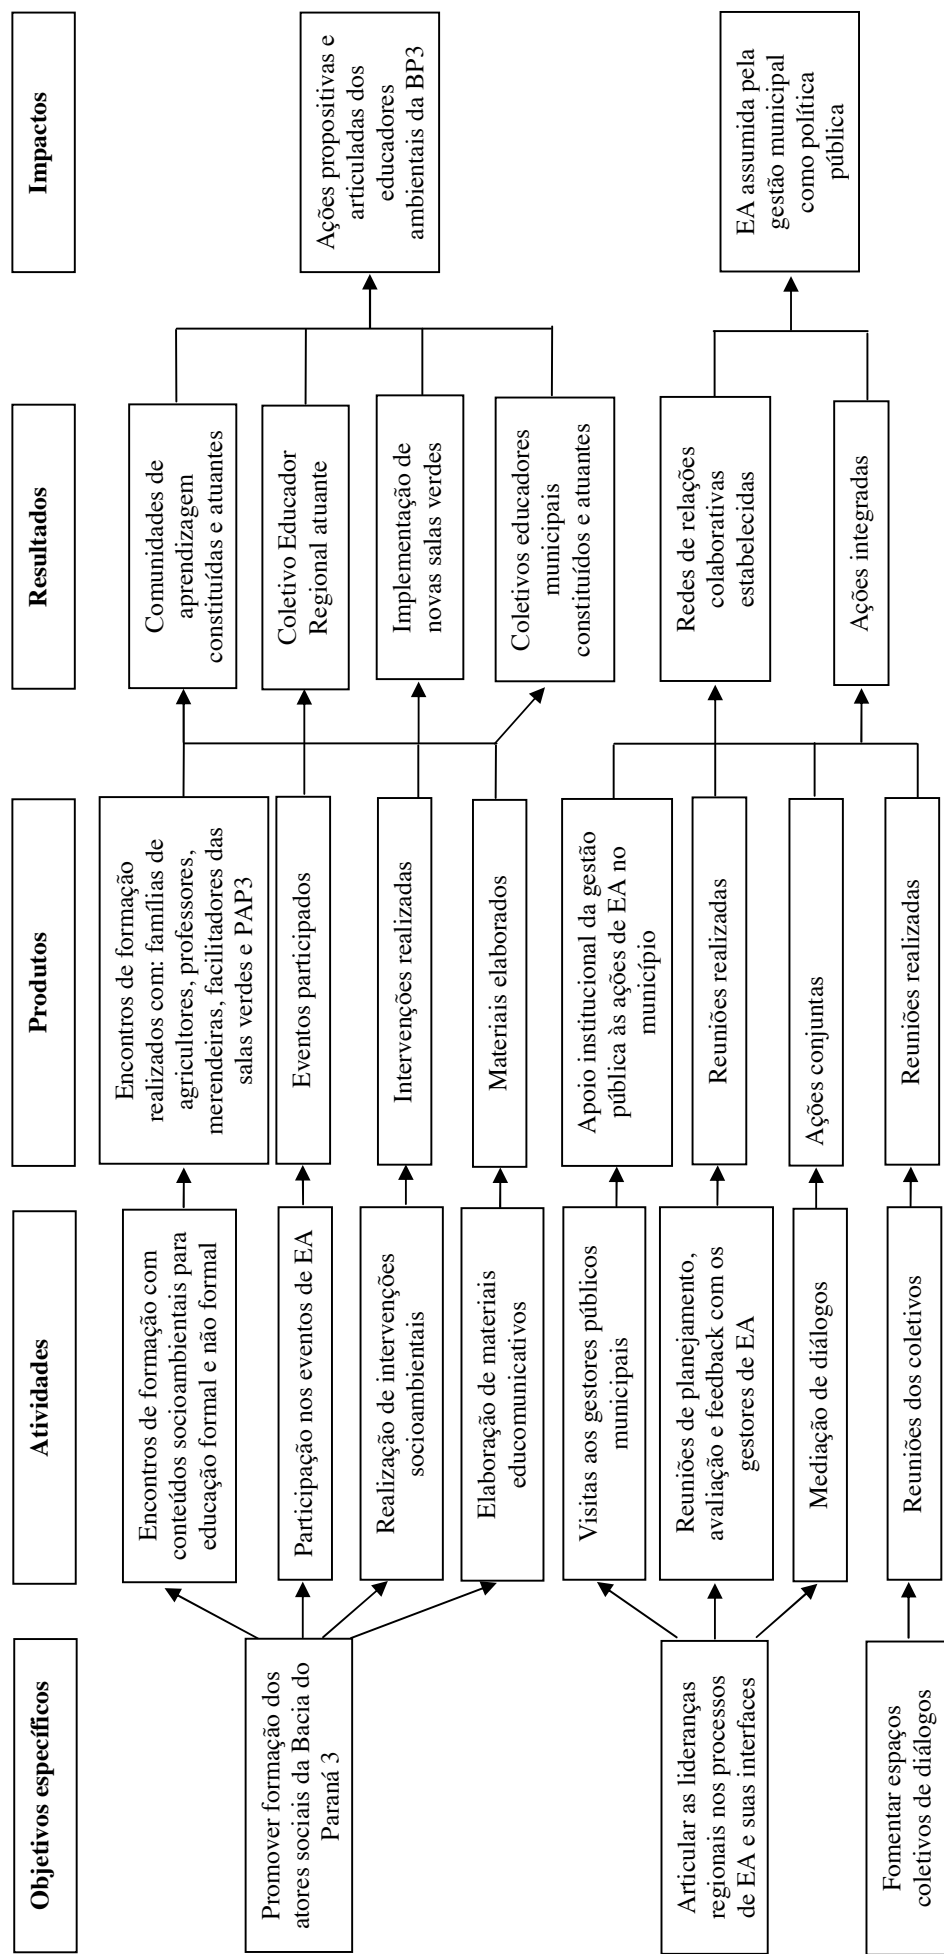 Objetivos específicos
Atividades
Produtos
Resultados
Impactos
Promover formação dos
atores sociais da Bacia do
Paraná 3
Encontros de formação com
conteúdos socioambientais para
educação formal e não formal
Encontros de formação
realizados com: famílias de
agricultores, professores,
merendeiras, facilitadores das
salas verdes e PAP3
Comunidades de
aprendizagem
constituídas e atuantes
Ações propositivas e
articuladas dos
educadores
ambientais da BP3
Participação nos eventos de EA
Eventos participados
Coletivo Educador
Regional atuante
Realização de intervenções
socioambientais
Intervenções realizadas
Implementação de
novas salas verdes
Elaboração de materiais
educomunicativos
Materiais elaborados
Coletivos educadores
municipais
constituídos e atuantes
Articular as lideranças
regionais nos processos
de EA e suas interfaces
Visitas aos gestores públicos
municipais
Apoio institucional da gestão
pública às ações de EA no
município
Redes de relações
colaborativas
estabelecidas
EA assumida pela
gestão municipal
como política
pública
Reuniões de planejamento,
avaliação e feedback com os
gestores de EA
Reuniões realizadas
Mediação de diálogos
Ações conjuntas
Ações integradas
Fomentar espaços
coletivos de diálogos
Reuniões dos coletivos
Reuniões realizadas